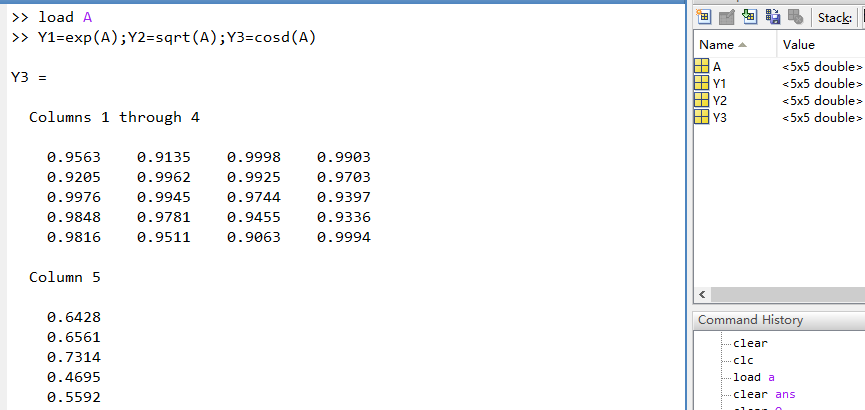 >> load A
>> Y1=exp(A);Y2=sqrt(A);Y3=cosd(A)
Y3 =
Columns 1 through 4
0.9563 0.9135 0.9998 0.9903
0.9205 0.9962 0.9925 0.9703
0.9976 0.9945 0.9744 0.9397
0.9848 0.9781 0.9455 0.9336
0.9816 0.9511 0.9063 0.9994
Column 5
0.6428
0.6561
0.7314
0.4695
0.5592
Stack:
Name Value
A <5x5 double>
Y1 <5x5 double>
Y2 <5x5 double>
Y3 <5x5 double>
Command History
clear
clc
load a
clear ans